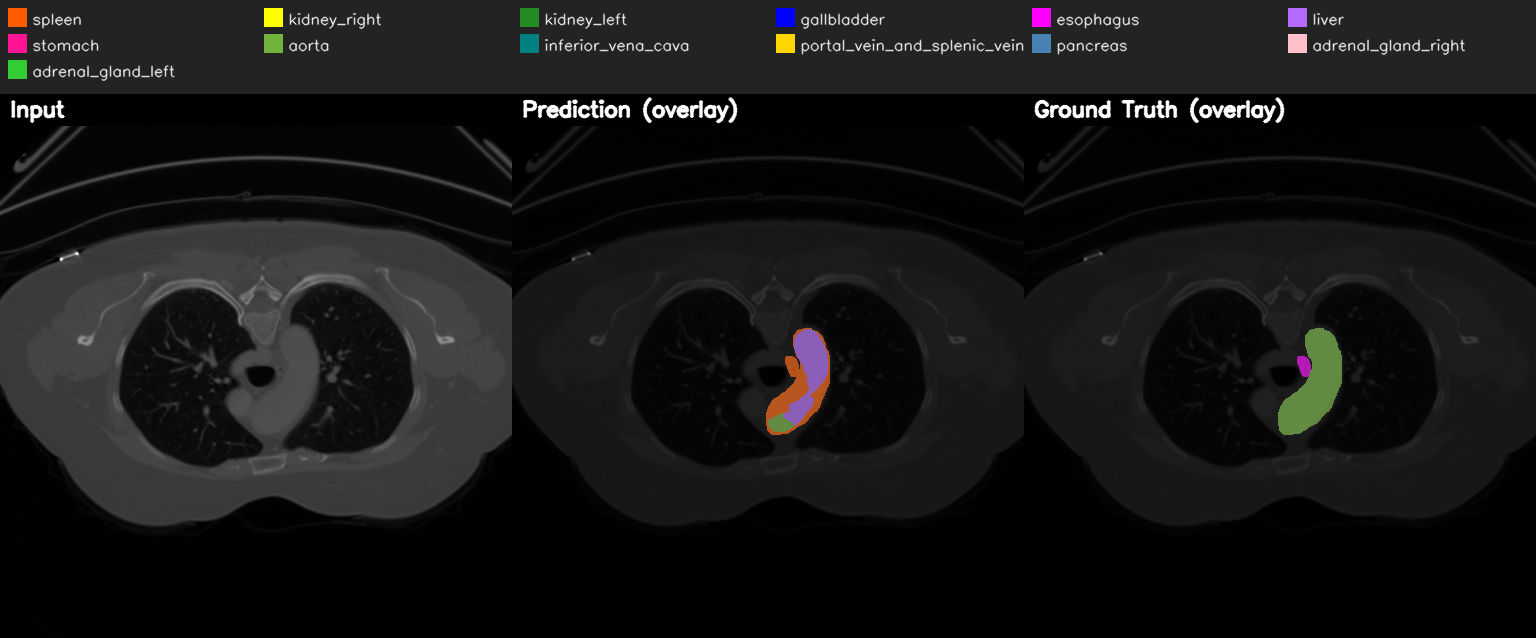 spleen kidney_right kidney_left gallbladder esophagus liver
stomach aorta inferior_vena_cava portal_vein_and_splenic_vein pancreas adrenal_gland_right
adrenal_gland_left
Input Prediction (overlay) Ground Truth (overlay)